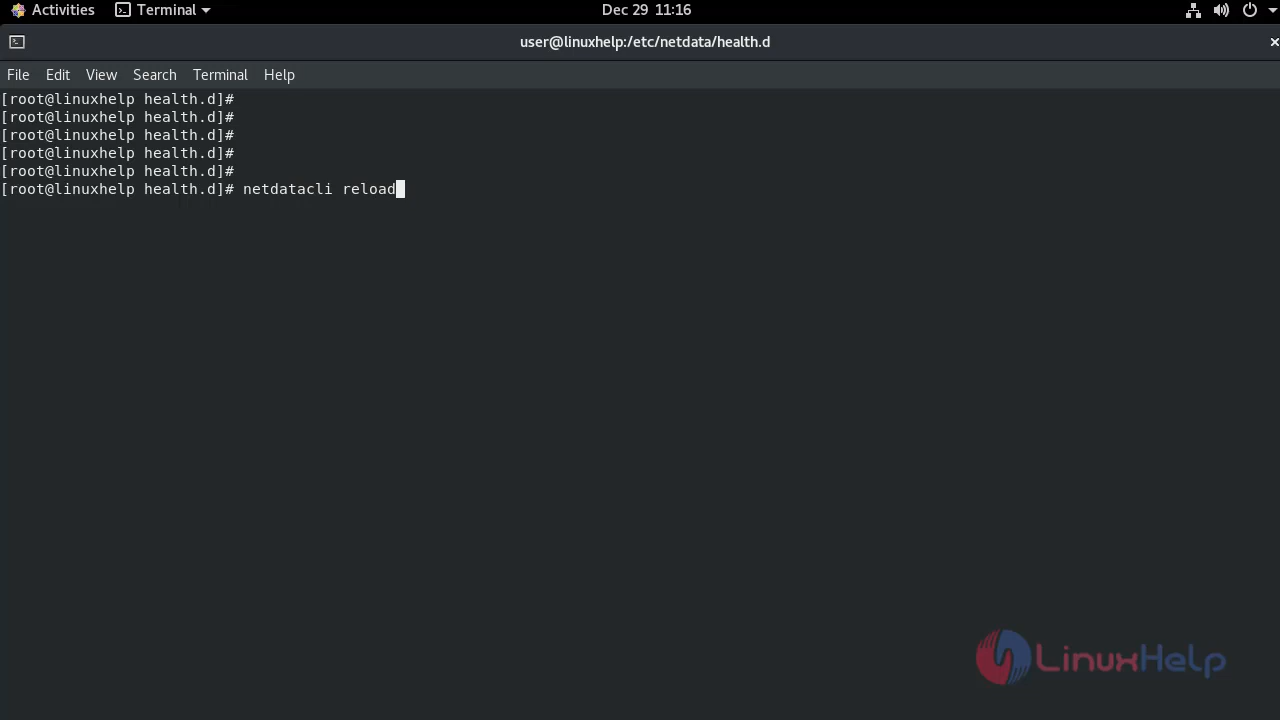 Activities Terminal Dec 29 11:16
user@linuxhelp:/etc/netdata/health.d
File Edit View Search Terminal Help
[root@linuxhelp health.d]#
[root@linuxhelp health.d]#
[root@linuxhelp health.d]#
[root@linuxhelp health.d]#
[root@linuxhelp health.d]#
[root@linuxhelp health.d]# netdatacli reload
LinuxHelp